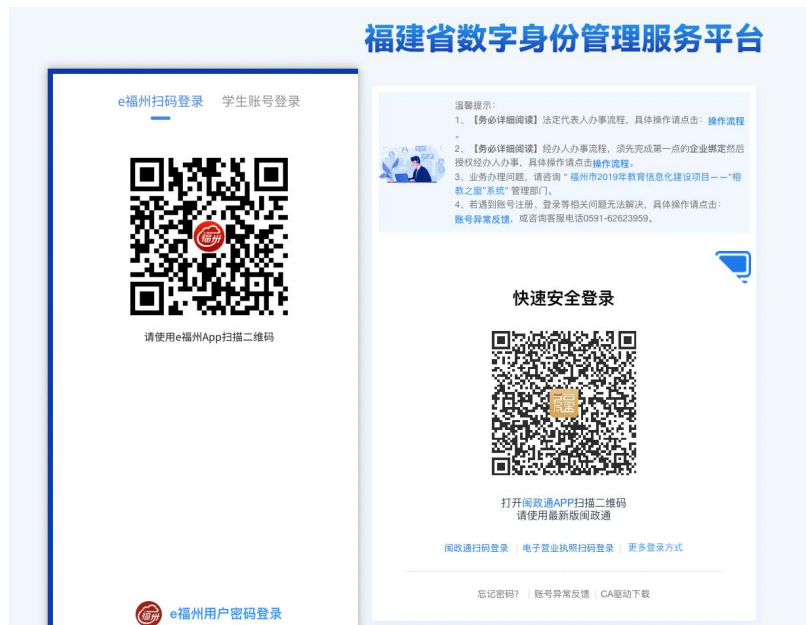 福建省数字身份管理服务平台
e福州扫码登录 学生账号登录
福州
请使用e福州App扫描二维码
福州 e福州用户密码登录
温馨提示:
1、【务必详细阅读】法定代表人办事流程，具体操作请点击: 操作流程
。
2、【务必详细阅读】经办人办事流程，须先完成第一点的企业绑定然后
授权经办人办事，具体操作请点击操作流程。
3、业务办理问题，请咨询“ 福州市2019年教育信息化建设项目一一“榕
教之窗”系统” 管理部门。
4、若遇到账号注册、登录等相关问题无法解决，具体操作请点击:
账号异常反馈，或咨询客服电话0591-62623959。
快速安全登录
打开闽政通APP扫描二维码
请使用最新版闽政通
闽政通扫码登录 | 电子营业执照扫码登录 | 更多登录方式
忘记密码? | 账号异常反馈 | CA驱动下载